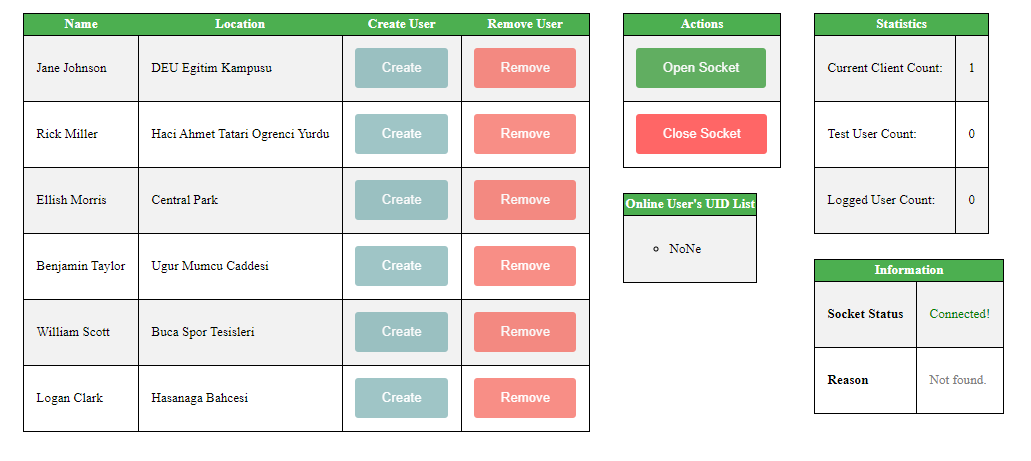 Name Location Create User Remove User
Jane Johnson DEU Egitim Kampusu Create Remove
Rick Miller Haci Ahmet Tatari Ogrenci Yurdu Create Remove
Ellish Morris Central Park Create Remove
Benjamin Taylor Ugur Mumcu Caddesi Create Remove
William Scott Buca Spor Tesisleri Create Remove
Logan Clark Hasanaga Bahcesi Create Remove
Actions
Open Socket
Close Socket
Online User's UID List
NoNe
Statistics
Current Client Count: 1
Test User Count: 0
Logged User Count: 0
Information
Socket Status Connected!
Reason Not found.